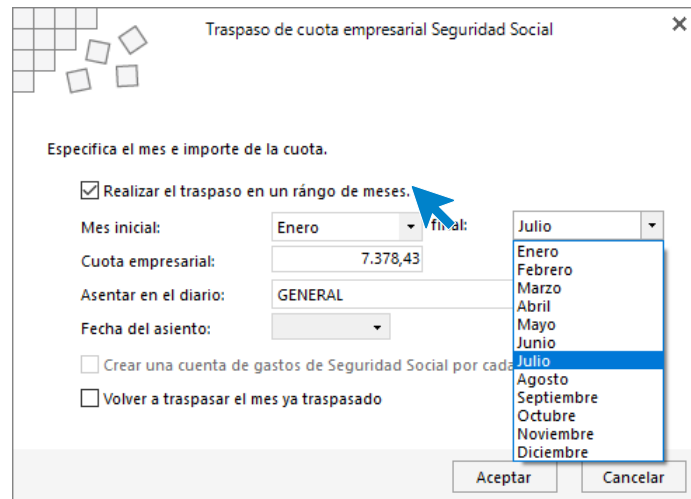 Traspaso de cuota empresarial Seguridad Social
Especifica el mes e importe de la cuota.
Realizar el traspaso en un rángo de meses.
Mes inicial: Enero final: Julio
Cuota empresarial: 7.378,43
Asentar en el diario: GENERAL
Fecha del asiento:
Crear una cuenta de gastos de Seguridad Social por cada
Volver a traspasar el mes ya traspasado
Enero
Febrero
Marzo
Abril
Mayo
Junio
Julio
Agosto
Septiembre
Octubre
Noviembre
Diciembre
Aceptar Cancelar